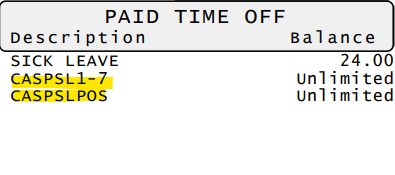 PAID TIME OFF
Description Balance
SICK LEAVE 24.00
CASPSL1-7 Unlimited
CASPSLPOS Unlimited